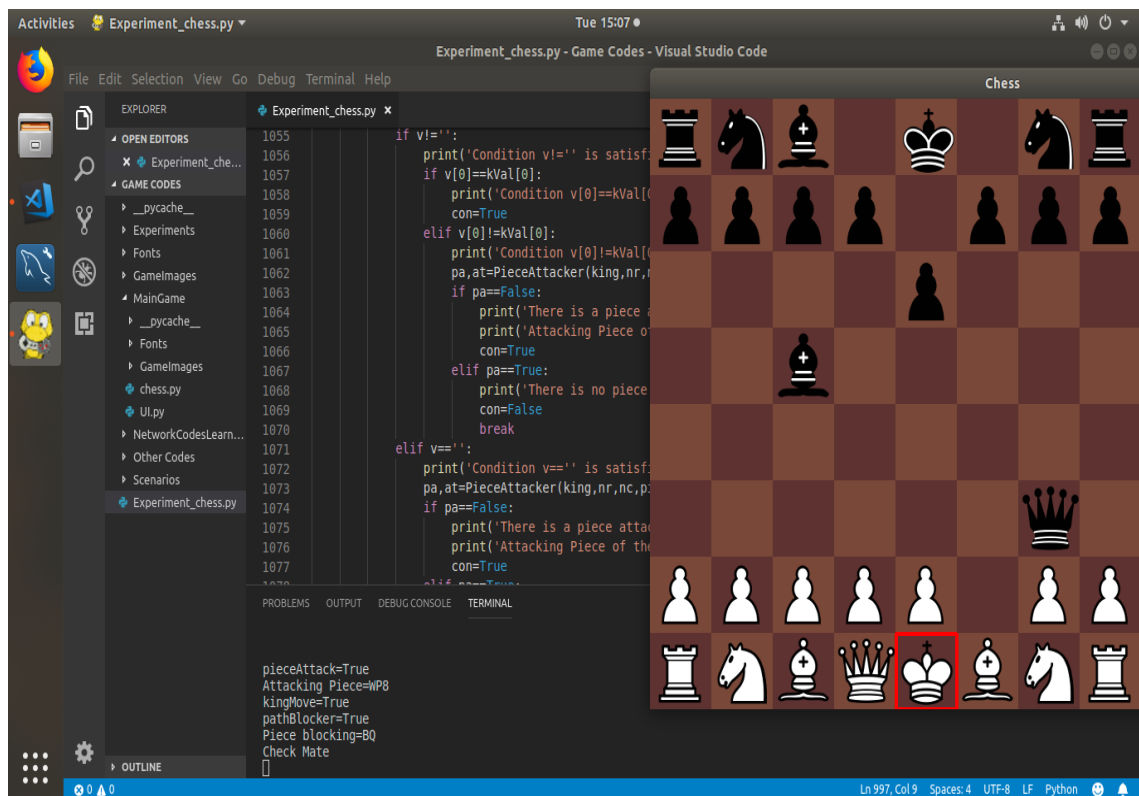 Activities Experiment_chess.py ▾ Tue 15:07 ●
Experiment_chess.py - Game Codes - Visual Studio Code
File Edit Selection View Go Debug Terminal Help
Chess
EXPLORER
OPEN EDITORS
Experiment_che...
GAME CODES
__pycache__
Experiments
Fonts
GameImages
MainGame
__pycache__
Fonts
GameImages
chess.py
UI.py
NetworkCodesLearn...
Other Codes
Scenarios
Experiment_chess.py
OUTLINE
Experiment_chess.py ×
1055 if v!='':
1056 print('Condition v!='' is satisf
1057 if v[0]==kVal[0]:
1058 print('Condition v[0]==kVal[
1059 con=True
1060 elif v[0]!=kVal[0]:
1061 print('Condition v[0]!=kVal[
1062 pa,at=PieceAttacker(king,nr,
1063 if pa==False:
1064 print('There is a piece
1065 print('Attacking Piece o
1066 con=True
1067 elif pa==True:
1068 print('There is no piece
1069 con=False
1070 break
1071 elif v=='':
1072 print('Condition v=='' is satisf
1073 pa,at=PieceAttacker(king,nr,nc,p
1074 if pa==False:
1075 print('There is a piece atta
1076 print('Attacking Piece of th
1077 con=True
PROBLEMS OUTPUT DEBUG CONSOLE TERMINAL
pieceAttack=True
Attacking Piece=WP8
kingMove=True
pathBlocker=True
Piece blocking=BQ
Check Mate
0 0 Ln 997, Col 9 Spaces: 4 UTF-8 LF Python